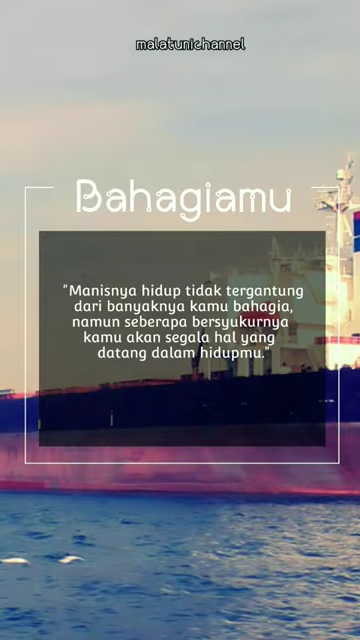 malatunichannel
Bahagiamu
"Manisnya hidup tidak tergantung
dari banyaknya kamu bahagia,
namun seberapa bersyukurnya
kamu akan segala hal yang
datang dalam hidupmu."